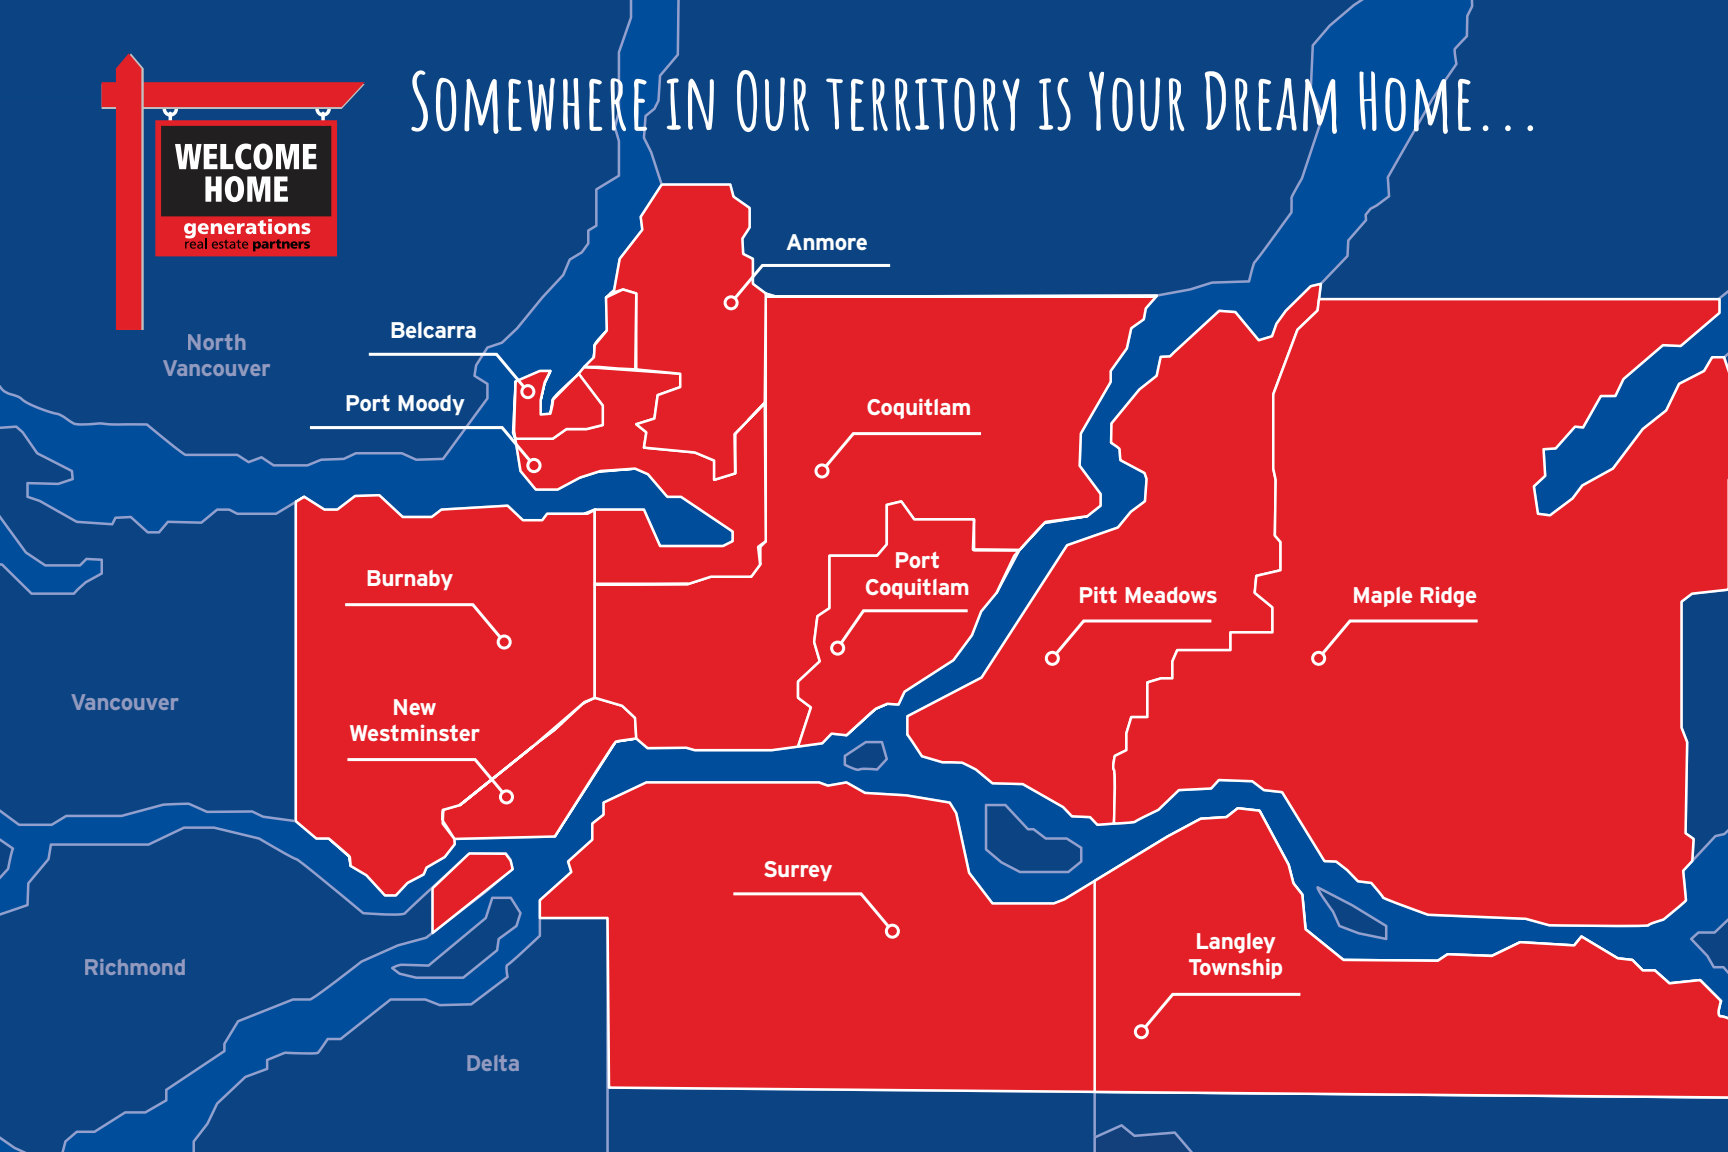 Somewhere in Our territory is Your Dream Home...
WELCOME
HOME
generations
real estate partners
Anmore
Belcarra
North
Vancouver
Port Moody
Coquitlam
Port
Coquitlam
Burnaby
Pitt Meadows
Maple Ridge
Vancouver
New
Westminster
Surrey
Langley
Township
Richmond
Delta